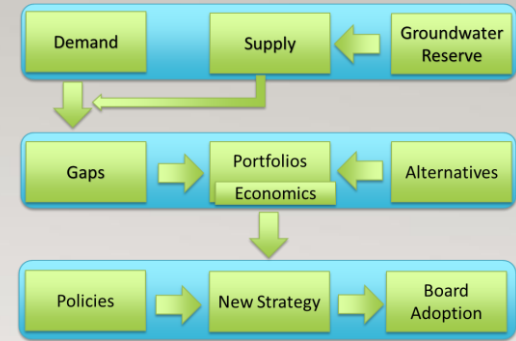 Demand
Supply
Groundwater
Reserve
Gaps
Portfolios
Economics
Alternatives
Policies
New Strategy
Board
Adoption